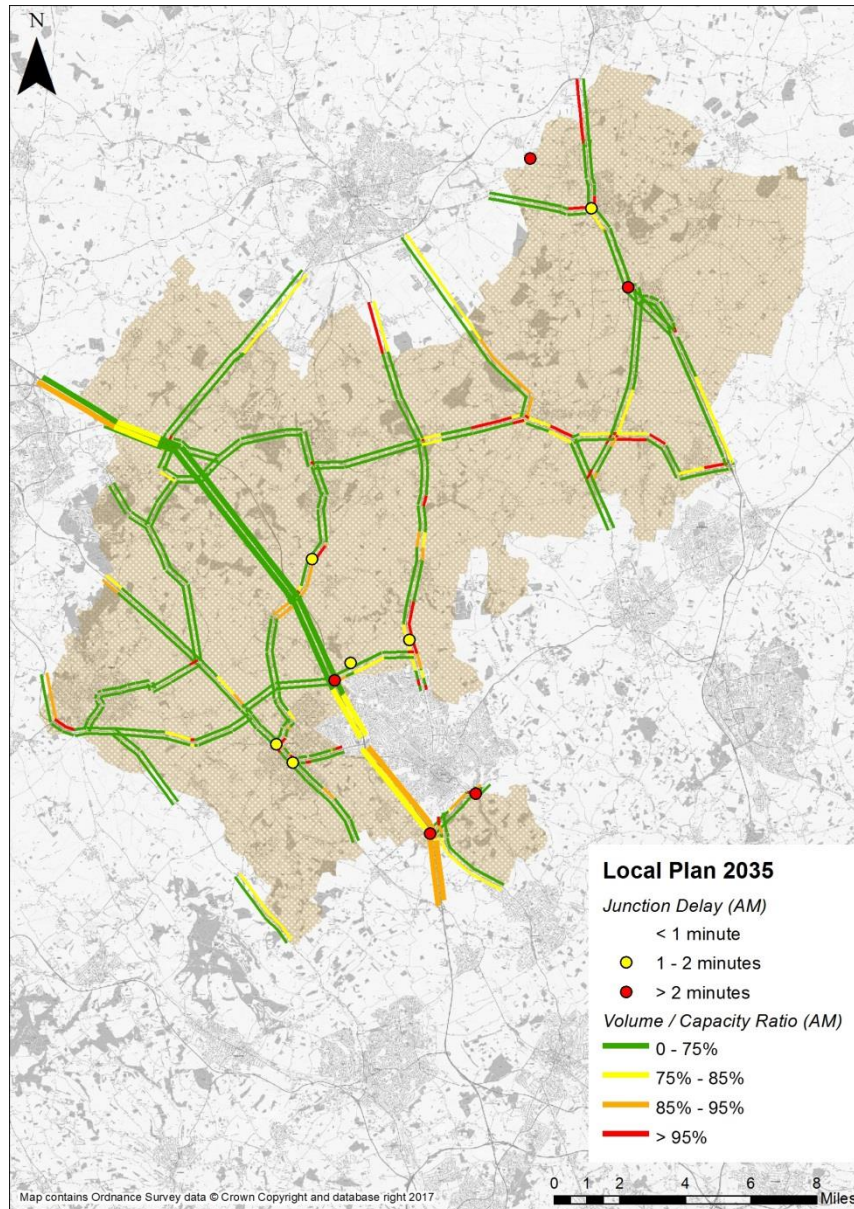 N
Local Plan 2035
Junction Delay (AM)
< 1 minute
1 - 2 minutes
> 2 minutes
Volume / Capacity Ratio (AM)
0 - 75%
75% - 85%
85% - 95%
> 95%
Map contains Ordnance Survey data © Crown Copyright and database right 2017
0 1 2 4 6 8
Miles